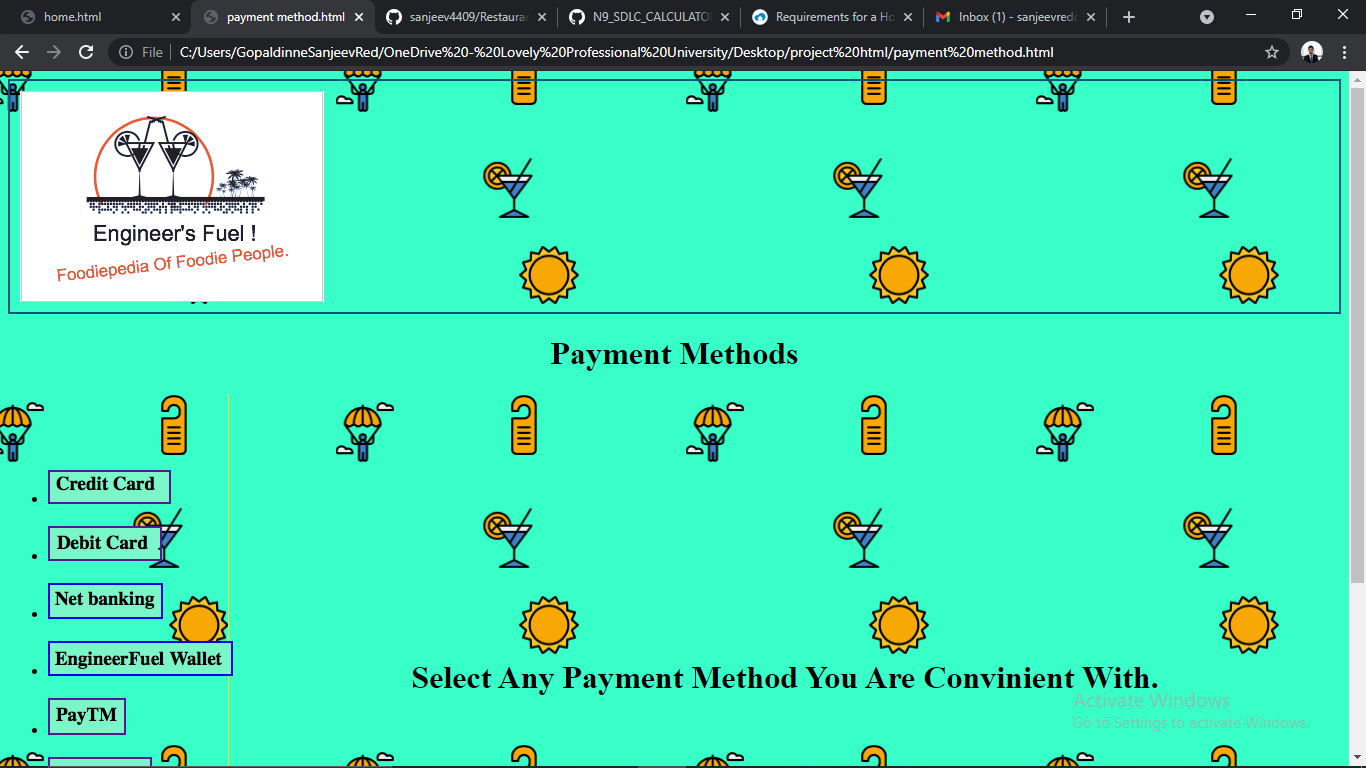 home.html
payment method.html
sanjeev4409/Restaura
N9_SDLC_CALCULATO
Requirements for a Ho
Inbox (1) - sanjeevredd
File
C:/Users/GopaldinneSanjeevRed/OneDrive%20-%20Lovely%20Professional%20University/Desktop/project%20html/payment%20method.html
Engineer's Fuel !
Foodiepedia Of Foodie People.
Payment Methods
Credit Card
Debit Card
Net banking
EngineerFuel Wallet
Select Any Payment Method You Are Convinient With.
Activate Windows
PayTM
Go to Settings to activate Windows.